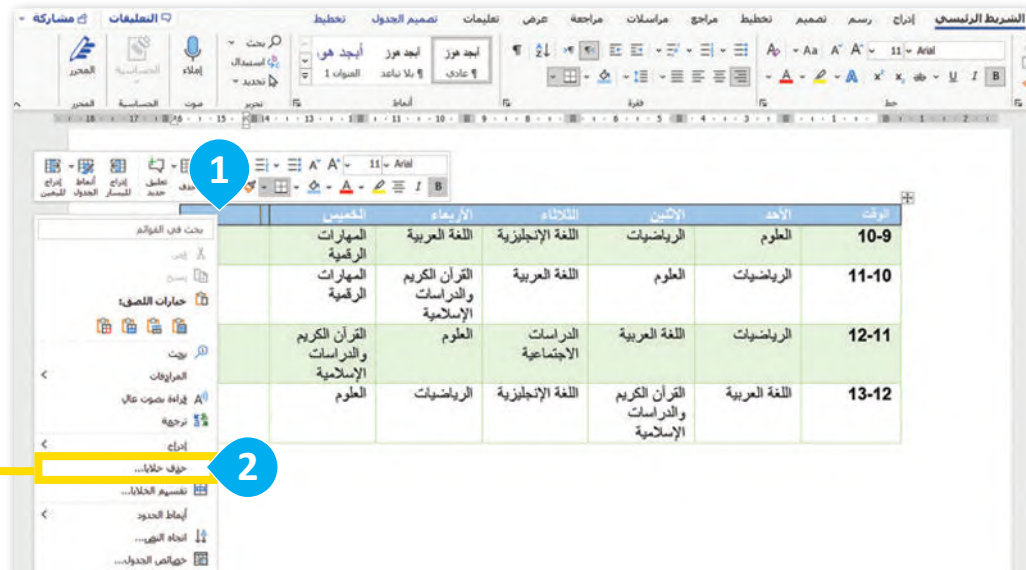 الشريط الرئيسي إدراج رسم تصميم تخطيط مراجع مراسلات مراجعة عرض تعليمات تصميم الجدول تخطيط التعليقات مشاركة
Arial 11 Aa
بحث
استبدال
تحديد
أبجد هوز
عادي
أبجد هوز
بلا تباعد
أبجد هوز
العنوان 1
إملاء
الحساسية
المحرر
خط
فقرة
أنماط
تحرير
صوت
الحساسية
المحرر
1
Arial 11
حذف
تعليق جديد
إدراج لليسار
أنماط الجدول
إدراج لليمين
الوقت الأحد الاثنين الثلاثاء الأربعاء الخميس
10-9 العلوم الرياضيات اللغة الإنجليزية اللغة العربية المهارات الرقمية
11-10 الرياضيات العلوم اللغة العربية القرآن الكريم والدراسات الإسلامية المهارات الرقمية
12-11 الرياضيات اللغة العربية الدراسات الاجتماعية العلوم القرآن الكريم والدراسات الإسلامية
13-12 اللغة العربية القرآن الكريم والدراسات الإسلامية اللغة الإنجليزية الرياضيات العلوم
بحث في القوائم
قص
نسخ
خيارات اللصق:
بحث
المرادفات
قراءة بصوت عالٍ
ترجمة
إدراج
حذف خلايا...
2
تقسيم الخلايا...
أنماط الحدود
اتجاه النص...
خصائص الجدول...